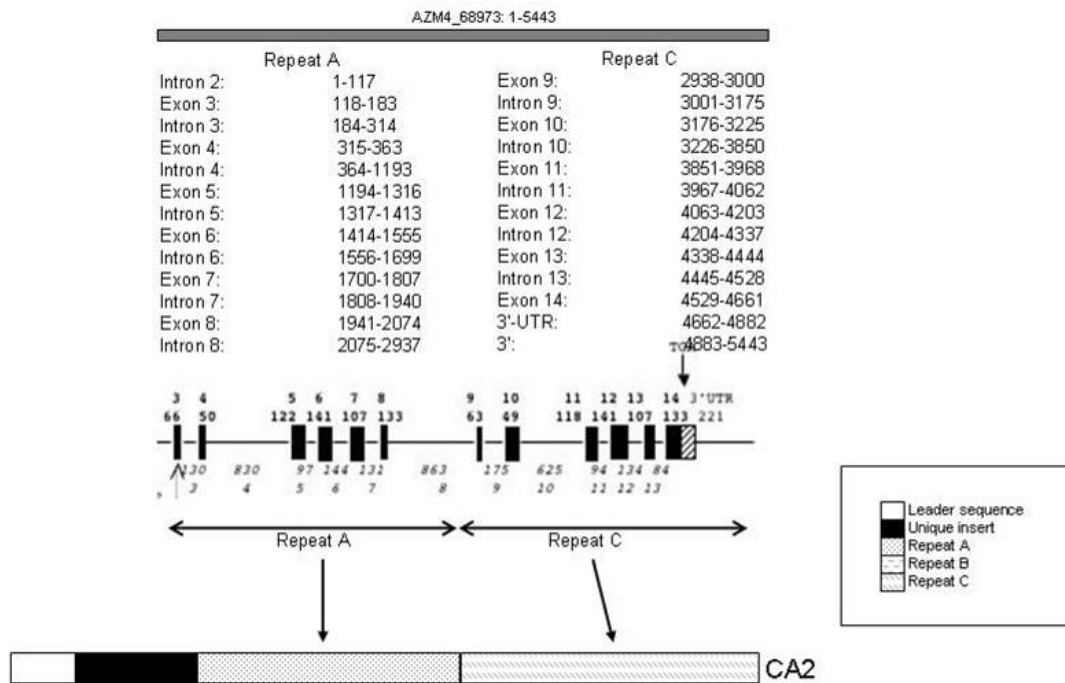 AZM4_68973: 1-5443
Repeat A
Intron 2: 1-117
Exon 3: 118-183
Intron 3: 184-314
Exon 4: 315-363
Intron 4: 364-1193
Exon 5: 1194-1316
Intron 5: 1317-1413
Exon 6: 1414-1555
Intron 6: 1556-1699
Exon 7: 1700-1807
Intron 7: 1808-1940
Exon 8: 1941-2074
Intron 8: 2075-2937
Repeat C
Exon 9: 2938-3000
Intron 9: 3001-3175
Exon 10: 3176-3225
Intron 10: 3226-3850
Exon 11: 3851-3968
Intron 11: 3967-4062
Exon 12: 4063-4203
Intron 12: 4204-4337
Exon 13: 4338-4444
Intron 13: 4445-4528
Exon 14: 4529-4661
3'-UTR: 4662-4882
3': 4883-5443
3 4 5 6 7 8 9 10 11 12 13 14 3'UTR
66 50 122 141 107 133 63 49 118 141 107 133 221
130 830 97 144 131 863 175 625 94 134 84
3 4 5 6 7 8 9 10 11 12 13
Repeat A Repeat C
Leader sequence
Unique insert
Repeat A
Repeat B
Repeat C
CA2